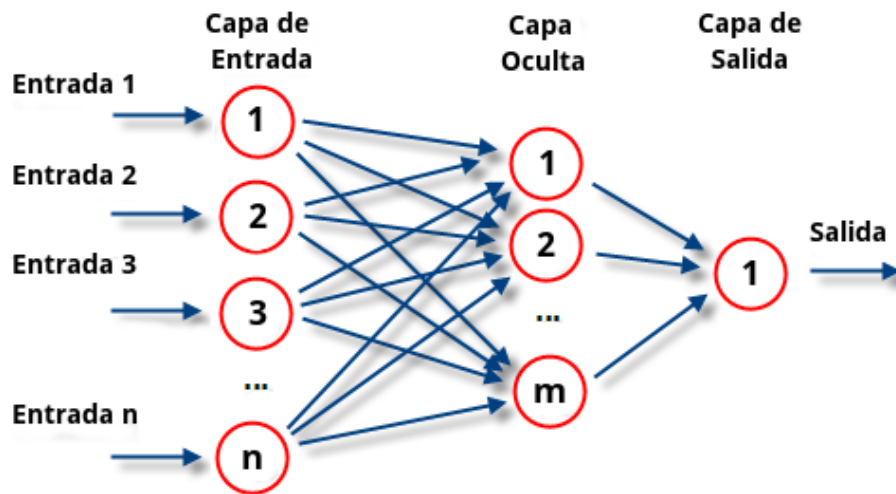 Capa de
Entrada
Capa
Oculta
Capa de
Salida
Entrada 1
1
Entrada 2
2
Entrada 3
3
...
Entrada n
n
1
2
...
m
1
Salida